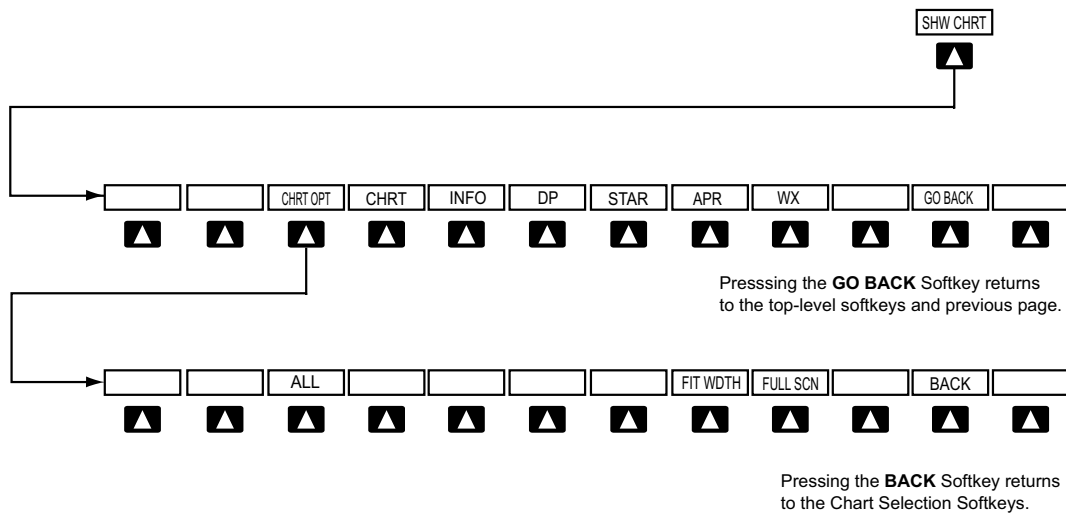 SHW CHRT
CHRT OPT CHRT INFO DP STAR APR WX GO BACK
Presssing the GO BACK Softkey returns
to the top-level softkeys and previous page.
ALL FIT WDTH FULL SCN BACK
Pressing the BACK Softkey returns
to the Chart Selection Softkeys.